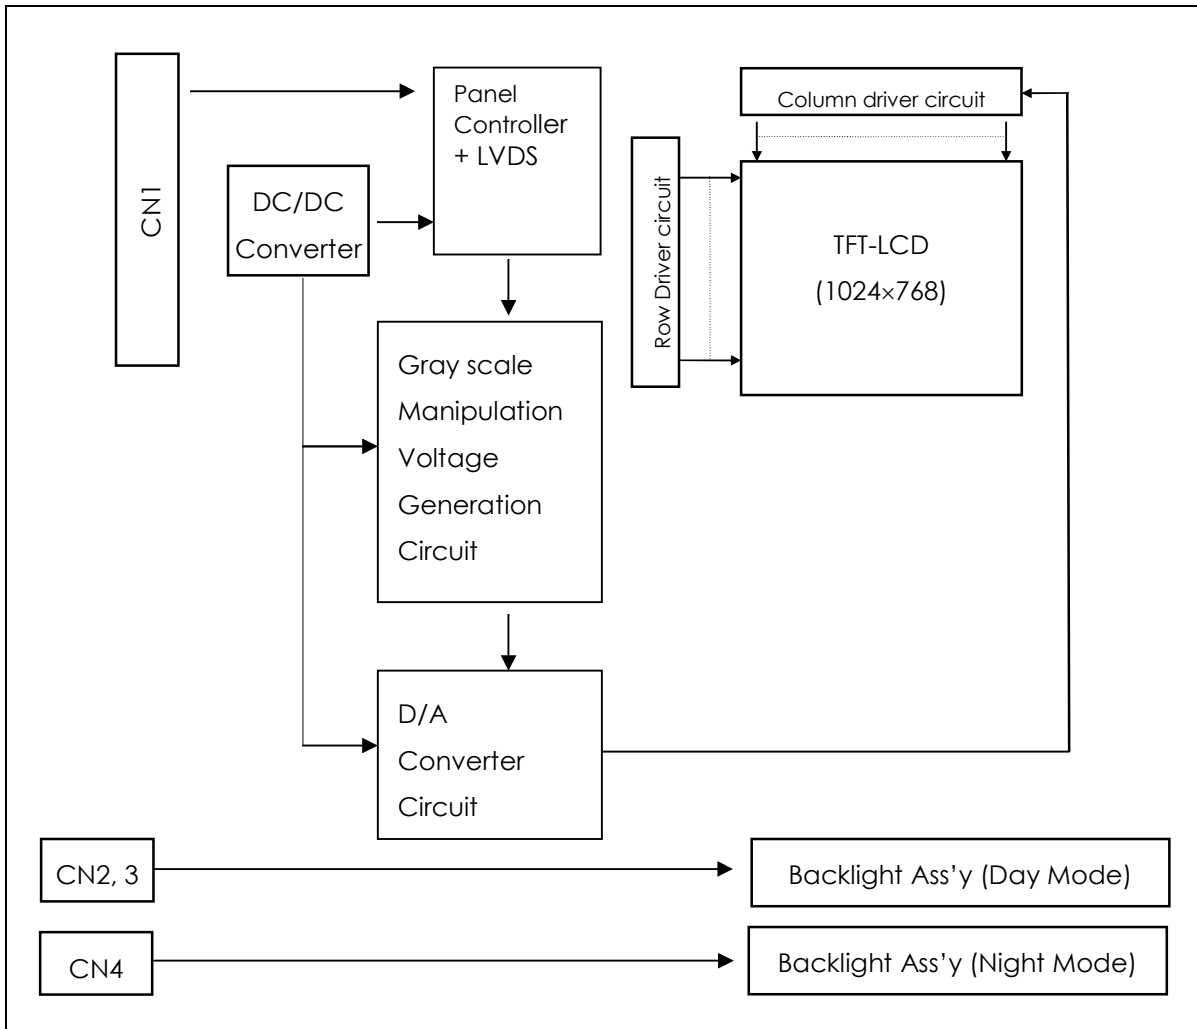 CN1
Panel
Controller
+ LVDS
DC/DC
Converter
Column driver circuit
Row Driver circuit
TFT-LCD
(1024×768)
Gray scale
Manipulation
Voltage
Generation
Circuit
D/A
Converter
Circuit
CN2, 3
Backlight Ass’y (Day Mode)
CN4
Backlight Ass’y (Night Mode)